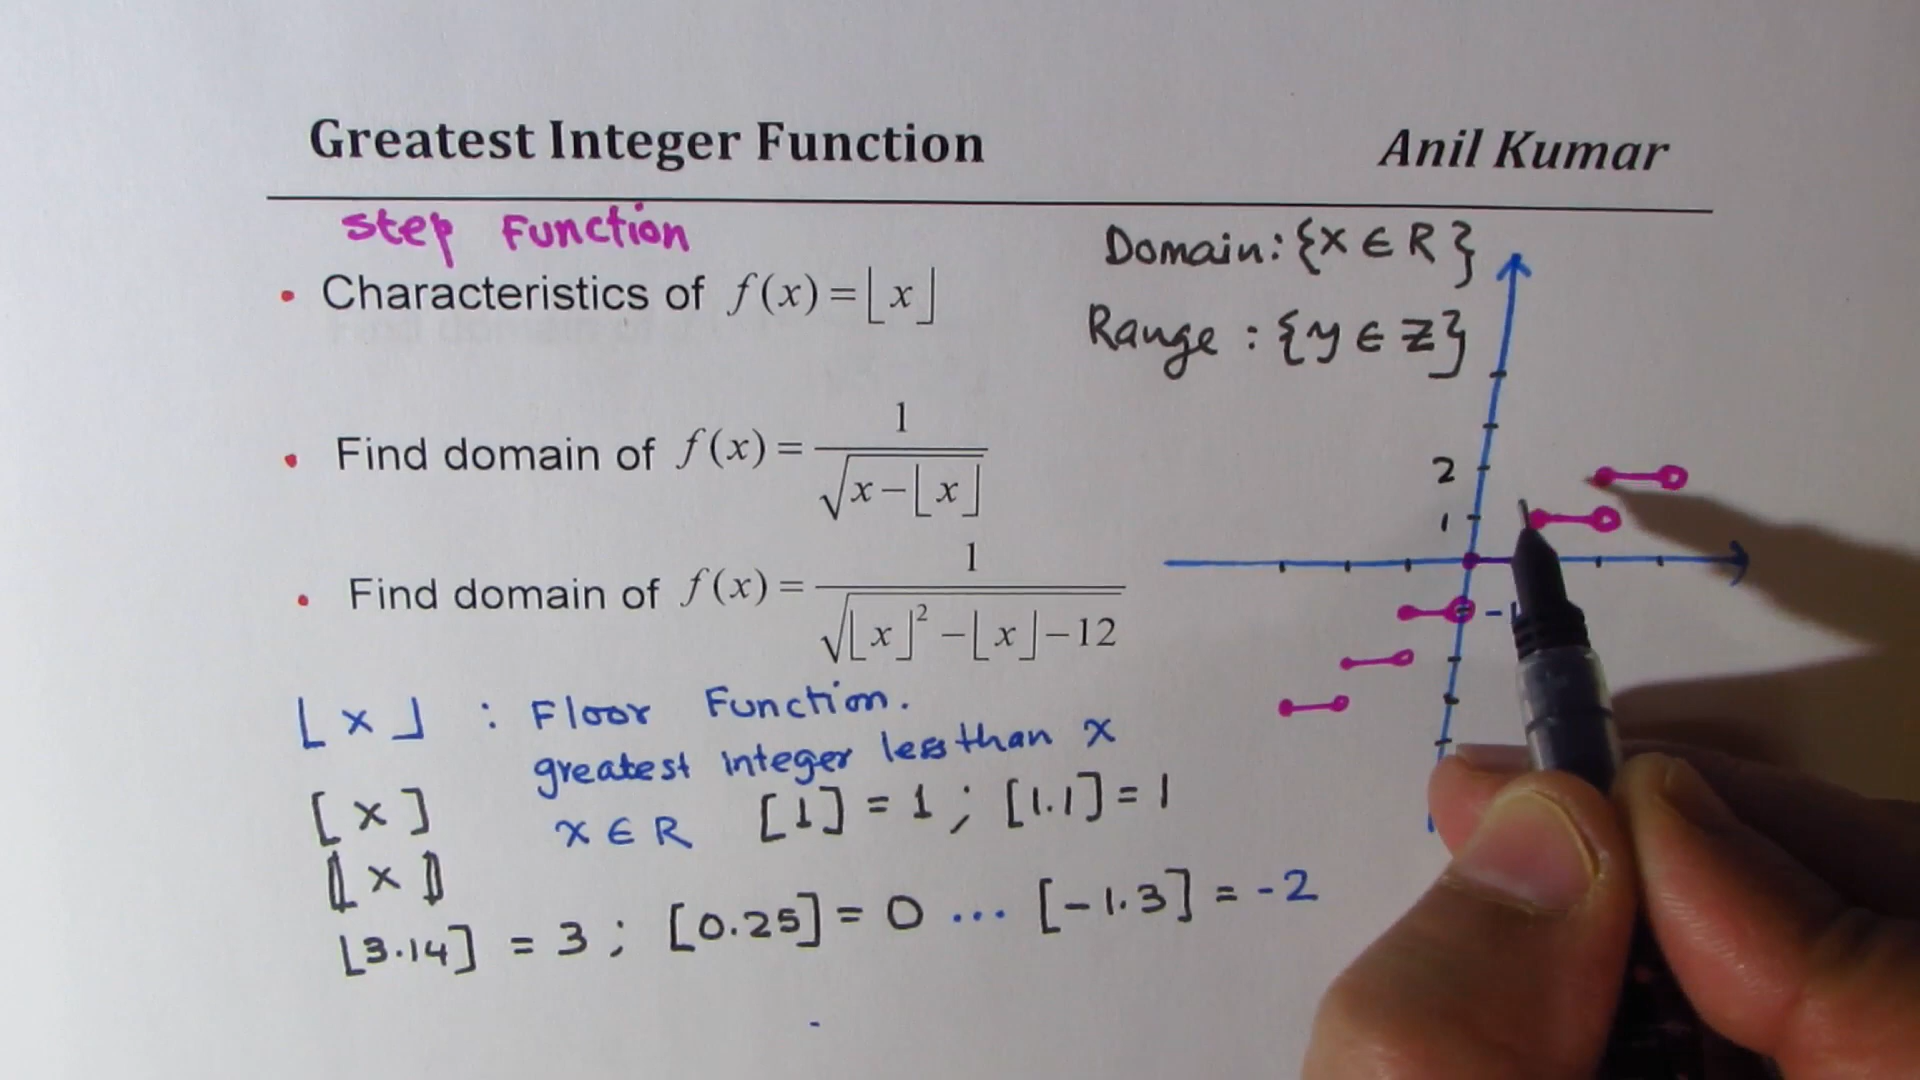 Greatest Integer Function Anil Kumar
Step Function
Domain: {x ∈ R}
• Characteristics of f(x) = ⌊x⌋
Range : {y ∈ Z}
• Find domain of f(x) = 1/√(x − ⌊x⌋)
• Find domain of f(x) = 1/√(⌊x⌋² − ⌊x⌋ − 12)
2
1
-1
⌊x⌋ : Floor Function.
greatest integer less than x
[x]
x ∈ R [1] = 1 ; [1.1] = 1
⟦x⟧
⌊3.14⌋ = 3 ; [0.25] = 0 ... [-1.3] = -2